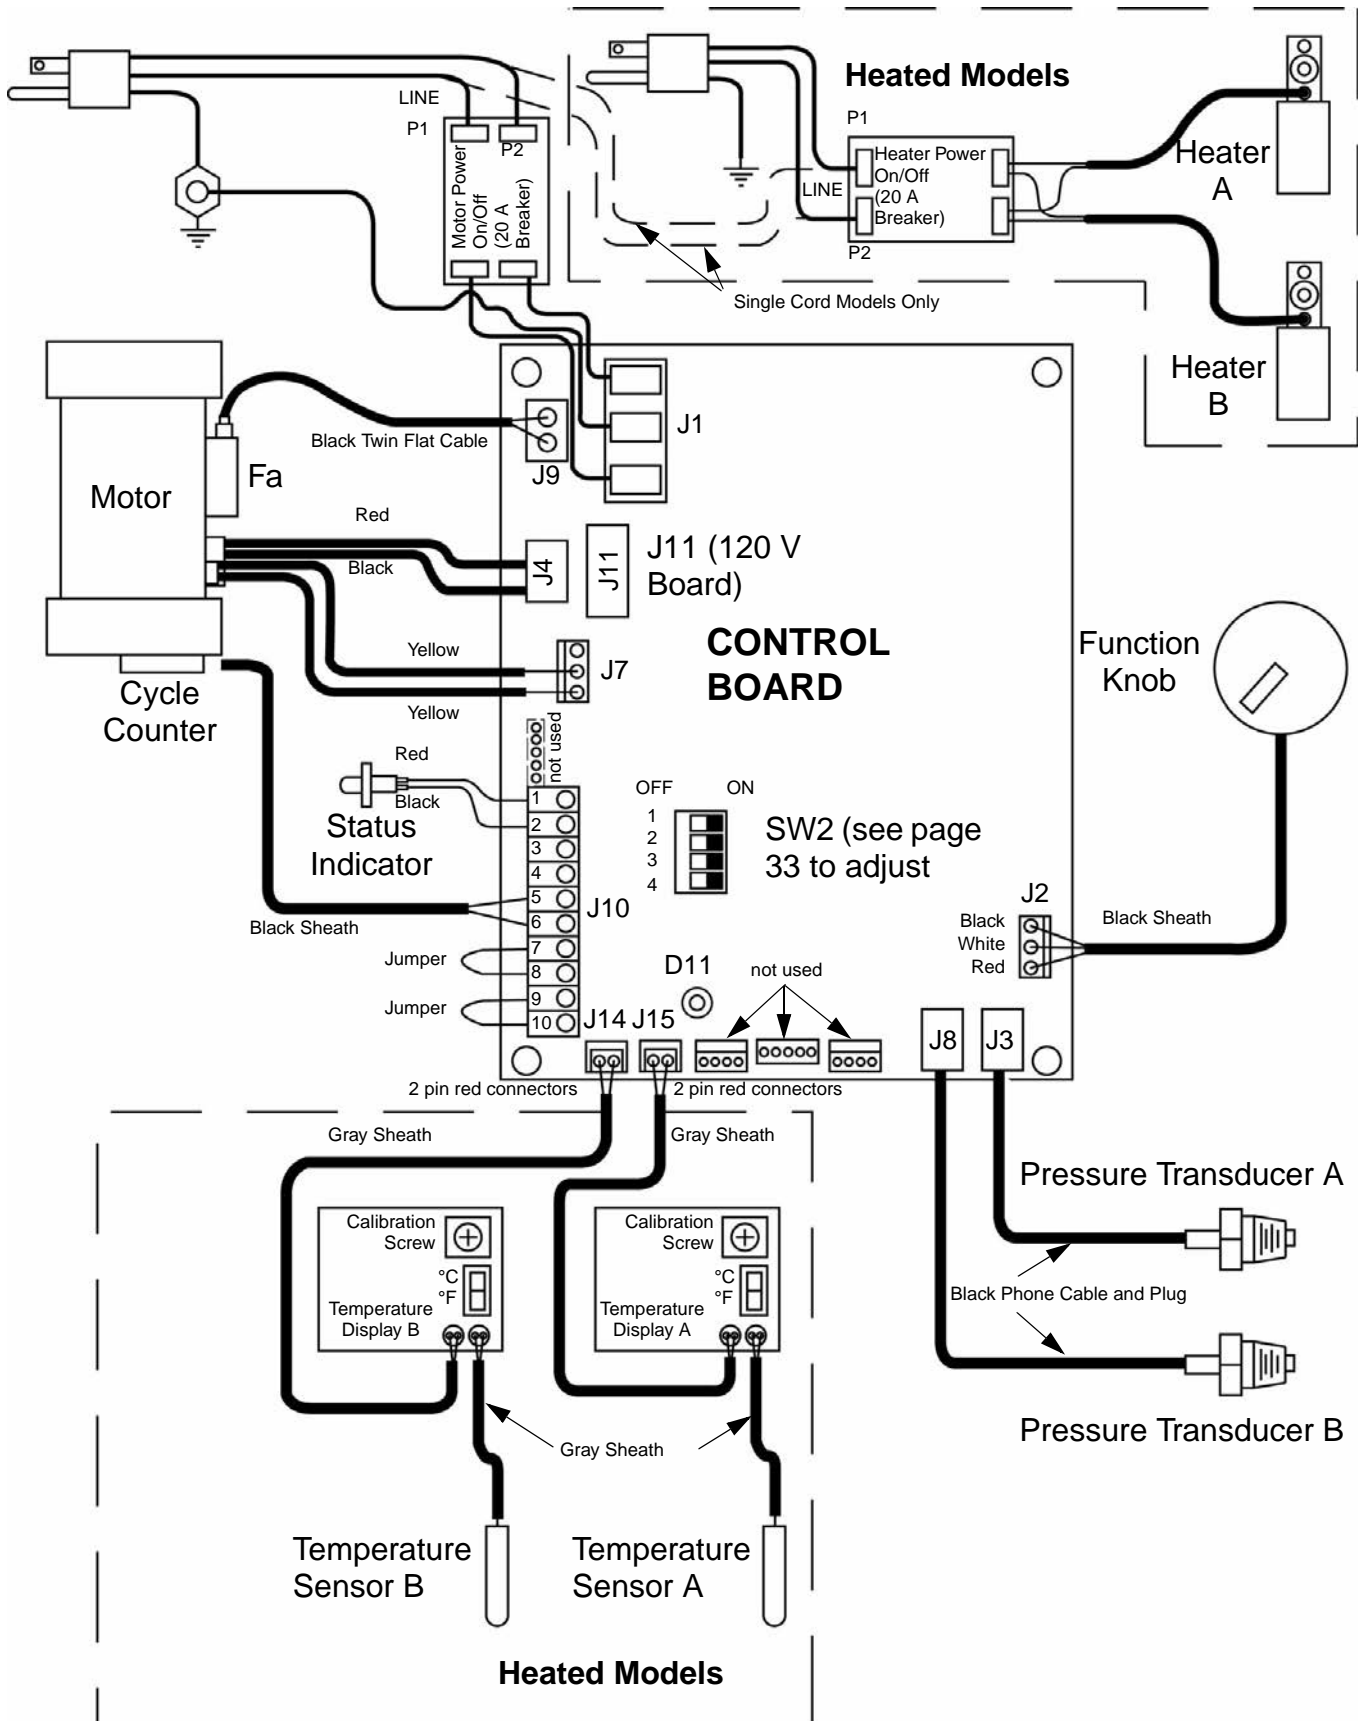 Heated Models
LINE
P1
P2
Motor Power
On/Off
(20 A
Breaker)
P1
Heater Power
On/Off
(20 A
Breaker)
LINE
P2
Heater
A
Single Cord Models Only
Heater
B
Motor
Fa
Black Twin Flat Cable
J9
J1
Red
Black
J4
J11
J11 (120 V
Board)
CONTROL
BOARD
Function
Knob
Yellow
J7
Yellow
Cycle
Counter
not used
Red
Black
Status
Indicator
1
2
3
4
5
6
7
8
9
10
J10
OFF
ON
1
2
3
4
SW2 (see page
33 to adjust
Black Sheath
Jumper
Jumper
J2
Black
White
Red
Black Sheath
D11
not used
J14
J15
J8
J3
2 pin red connectors
2 pin red connectors
Gray Sheath
Gray Sheath
Pressure Transducer A
Calibration
Screw
°C
°F
Temperature
Display B
Calibration
Screw
°C
°F
Temperature
Display A
Black Phone Cable and Plug
Pressure Transducer B
Gray Sheath
Temperature
Sensor B
Temperature
Sensor A
Heated Models